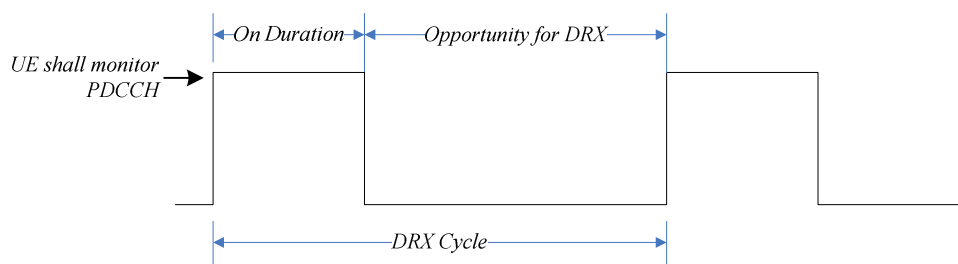 On Duration
Opportunity for DRX
UE shall monitor
PDCCH
DRX Cycle